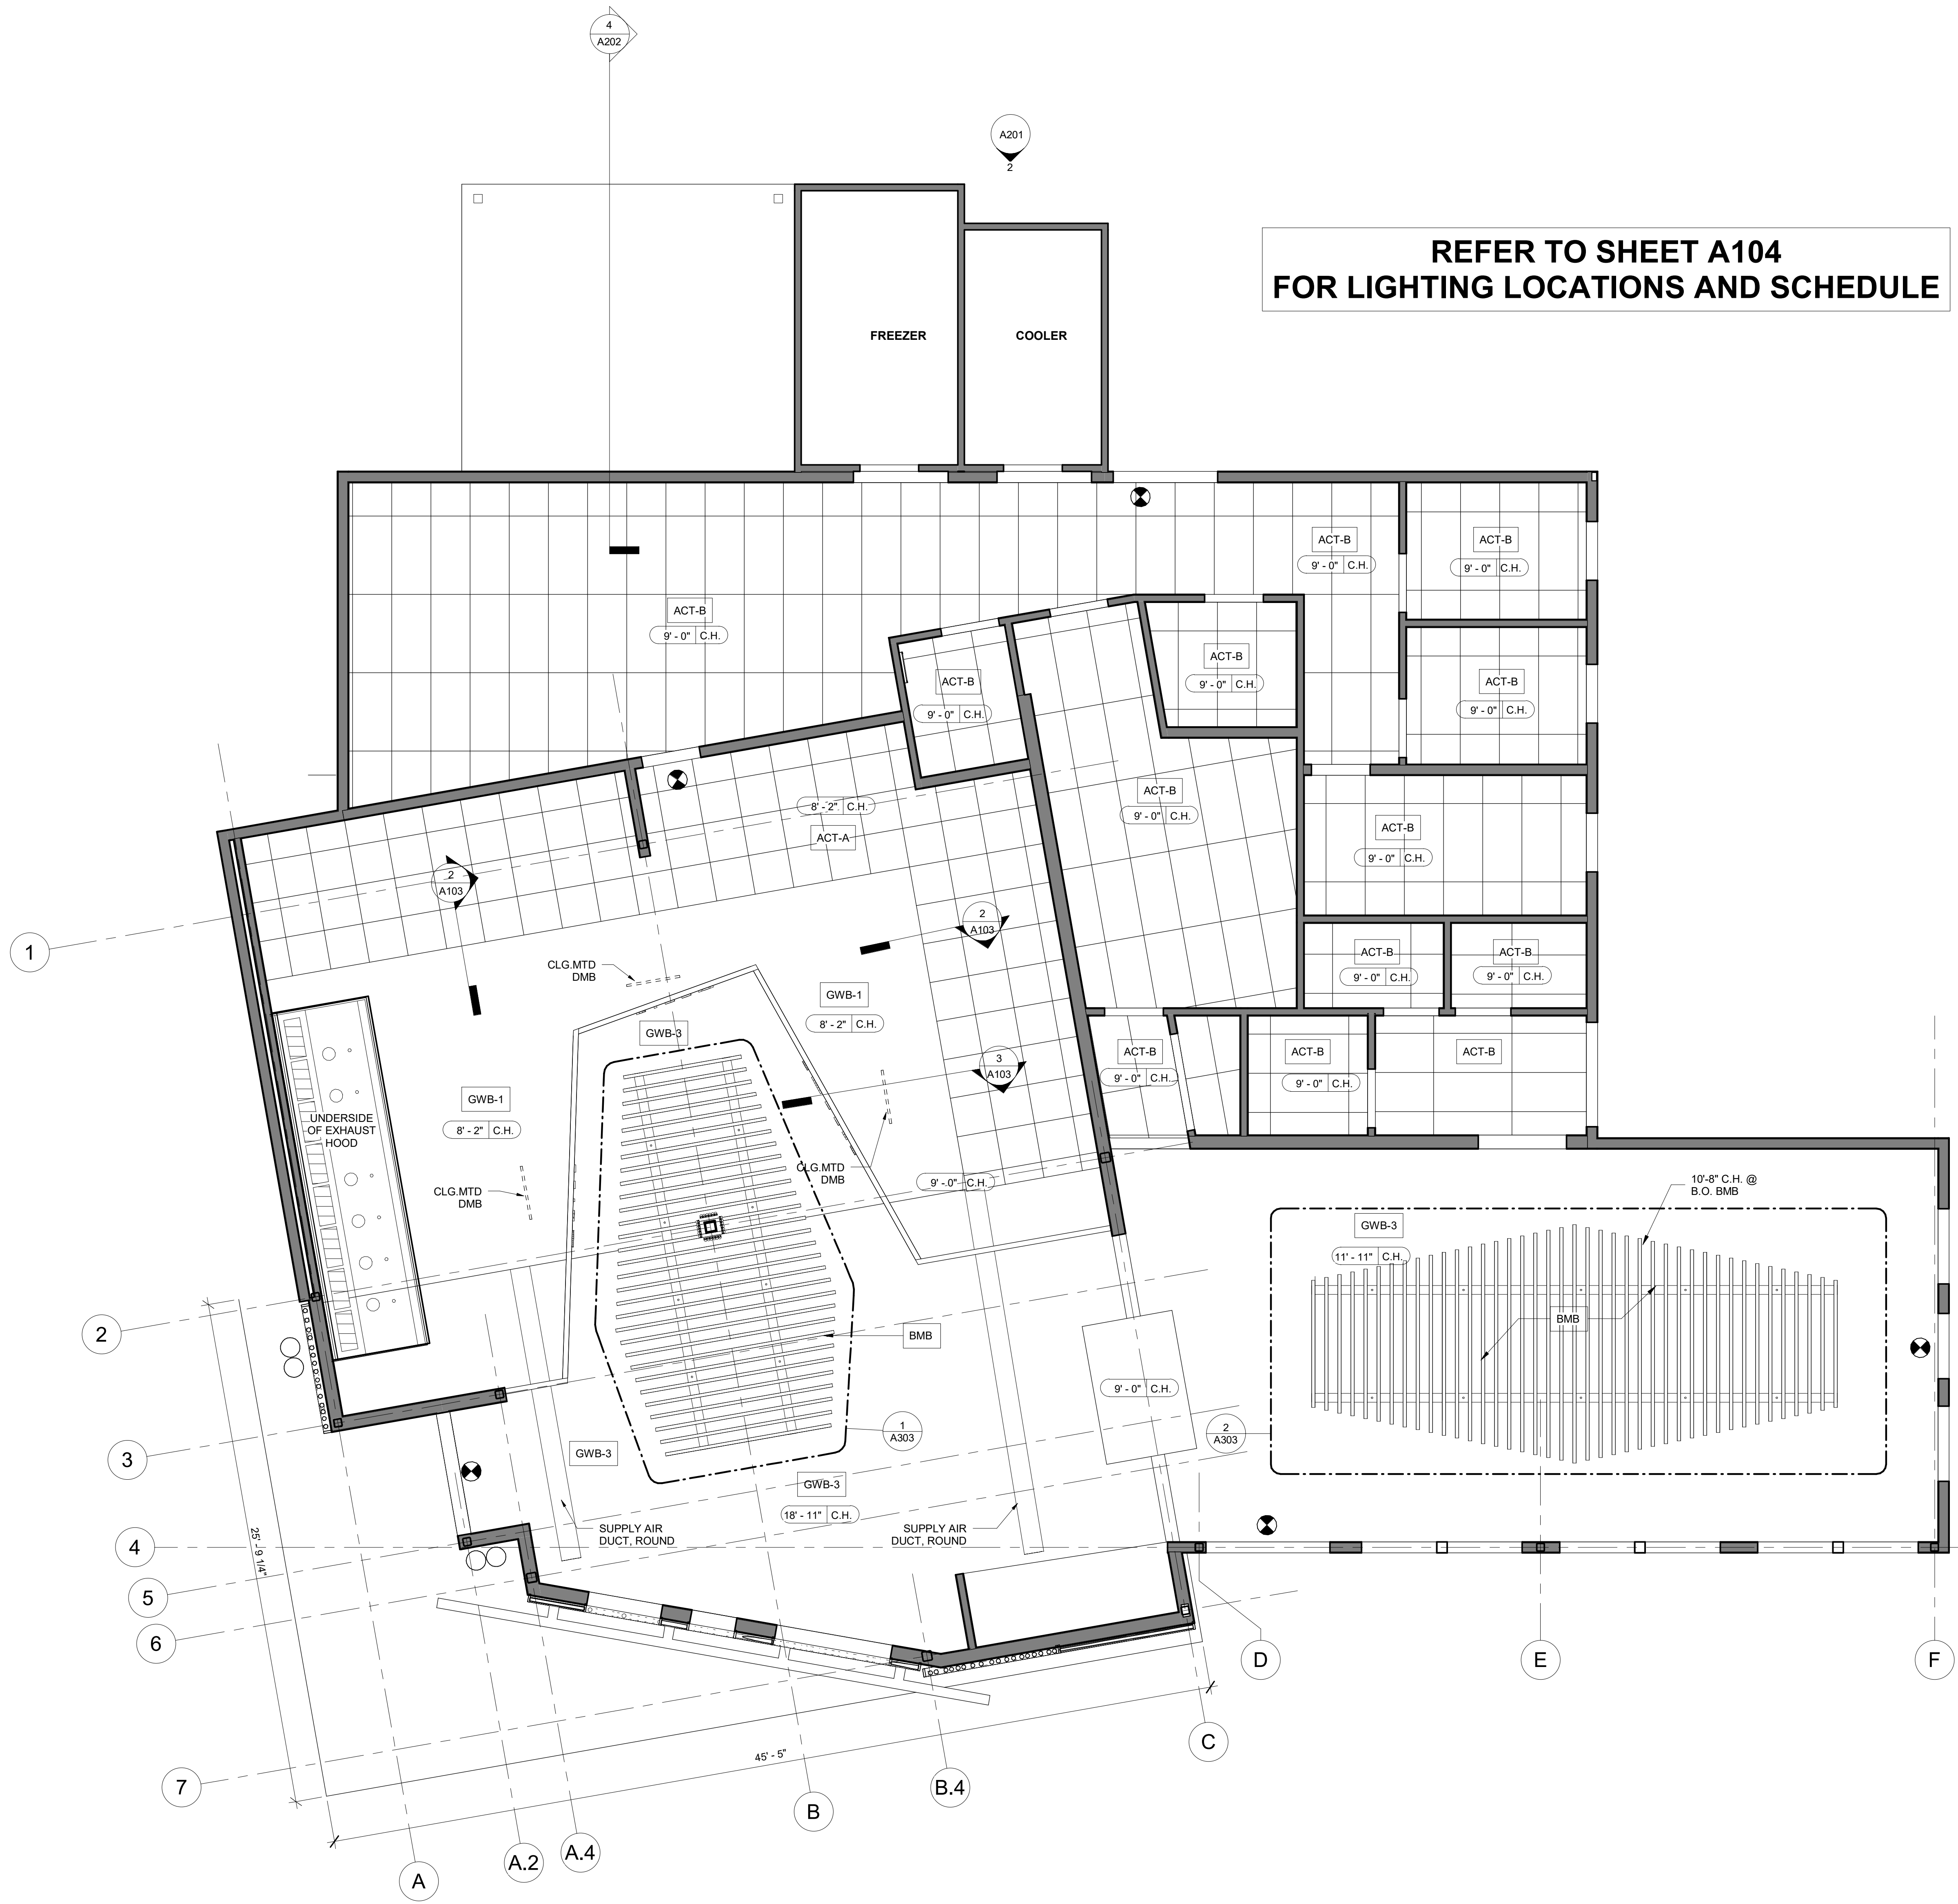 4
A202
A201
2
REFER TO SHEET A104
FOR LIGHTING LOCATIONS AND SCHEDULE
FREEZER
COOLER
ACT-B
9' - 0" C.H.
ACT-B
9' - 0" C.H.
ACT-B
9' - 0" C.H.
ACT-B
9' - 0" C.H.
ACT-B
9' - 0" C.H.
ACT-B
9' - 0" C.H.
ACT-B
9' - 0" C.H.
8' - 2" C.H.
ACT-A
ACT-B
9' - 0" C.H.
2
A103
2
A103
1
ACT-B
9' - 0" C.H.
ACT-B
9' - 0" C.H.
CLG.MTD
DMB
GWB-1
8' - 2" C.H.
GWB-3
3
A103
ACT-B
9' - 0" C.H.
ACT-B
9' - 0" C.H.
ACT-B
GWB-1
8' - 2" C.H.
UNDERSIDE
OF EXHAUST
HOOD
CLG.MTD
DMB
CLG.MTD
DMB
9' - 0" C.H.
10'-8" C.H. @
B.O. BMB
GWB-3
11' - 11" C.H.
BMB
2
BMB
9' - 0" C.H.
1
A303
2
A303
3
GWB-3
GWB-3
18' - 11" C.H.
SUPPLY AIR
DUCT, ROUND
SUPPLY AIR
DUCT, ROUND
25' - 9 1/4"
4
5
6
7
45' - 5"
D
E
F
C
B.4
B
A.4
A.2
A